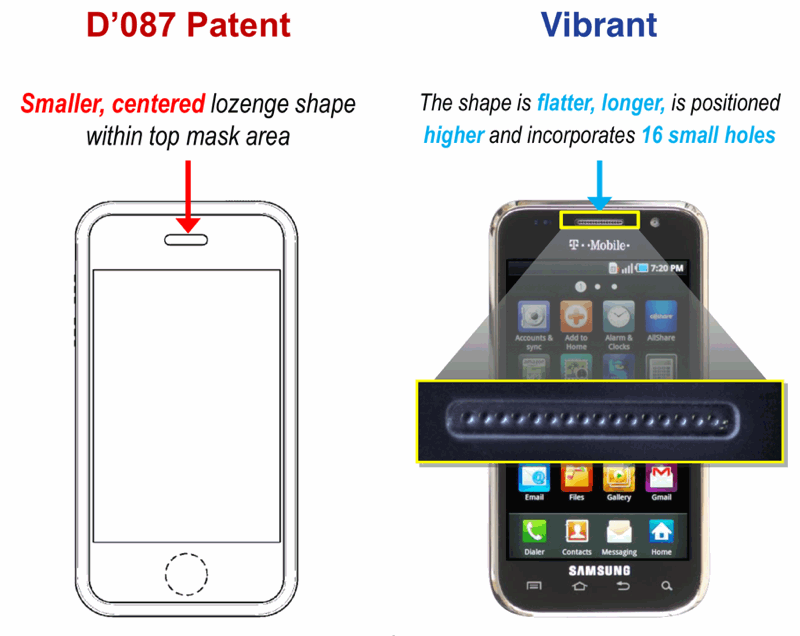 D’087 Patent
Vibrant
Smaller, centered lozenge shape
within top mask area
The shape is flatter, longer, is positioned
higher and incorporates 16 small holes
T··Mobile·
7:20 PM
1
Accounts &
sync
Add to
Home
Alarm &
Clocks
AllShare
Email
Files
Gallery
Gmail
Dialer
Contacts
Messaging
Home
SAMSUNG